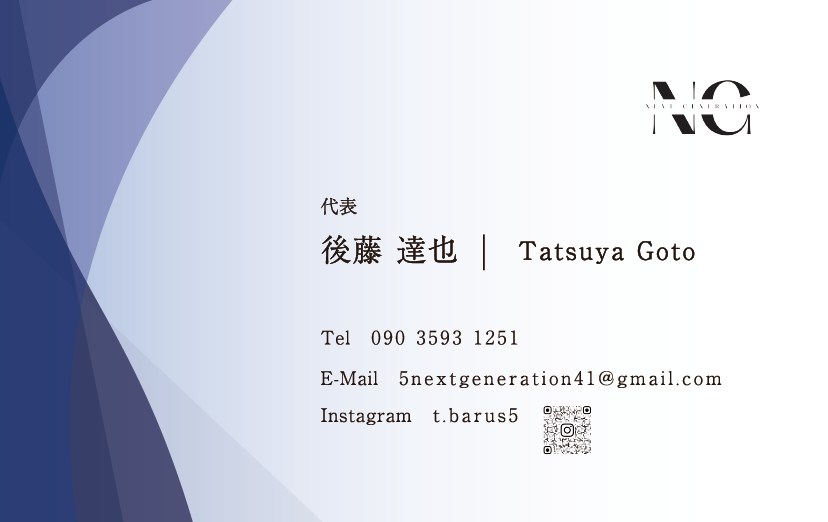 NG
NEXT GENERATION
代表
後藤 達也 | Tatsuya Goto
Tel 090 3593 1251
E-Mail 5nextgeneration41@gmail.com
Instagram t.barus5